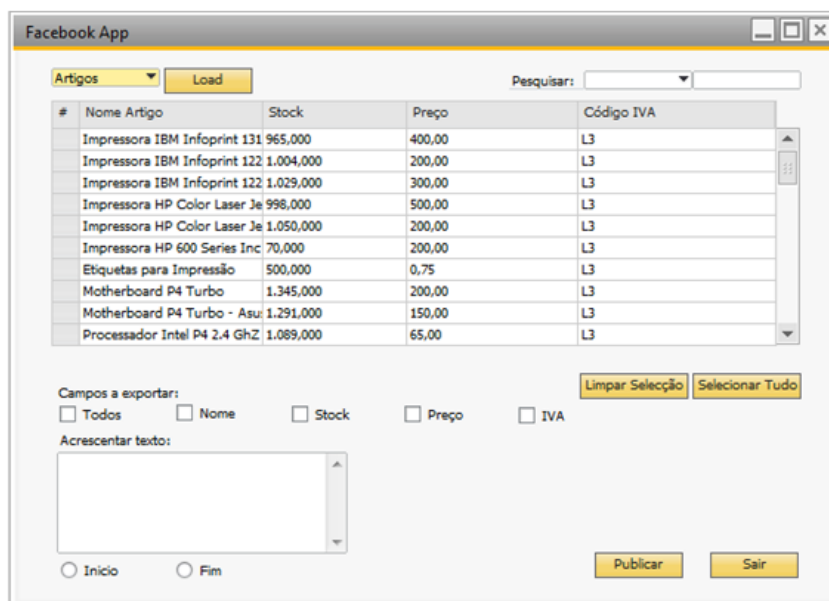 Facebook App
Artigos Load Pesquisar:
# Nome Artigo Stock Preço Código IVA
Impressora IBM Infoprint 131 965,000 400,00 L3
Impressora IBM Infoprint 122 1.004,000 200,00 L3
Impressora IBM Infoprint 122 1.029,000 300,00 L3
Impressora HP Color Laser Je 998,000 500,00 L3
Impressora HP Color Laser Je 1.050,000 200,00 L3
Impressora HP 600 Series Inc 70,000 200,00 L3
Etiquetas para Impressão 500,000 0,75 L3
Motherboard P4 Turbo 1.345,000 200,00 L3
Motherboard P4 Turbo - Asu: 1.291,000 150,00 L3
Processador Intel P4 2.4 GhZ 1.089,000 65,00 L3
Limpar Selecção Selecionar Tudo
Campos a exportar:
Todos Nome Stock Preço IVA
Acrescentar texto:
Inicio Fim
Publicar Sair